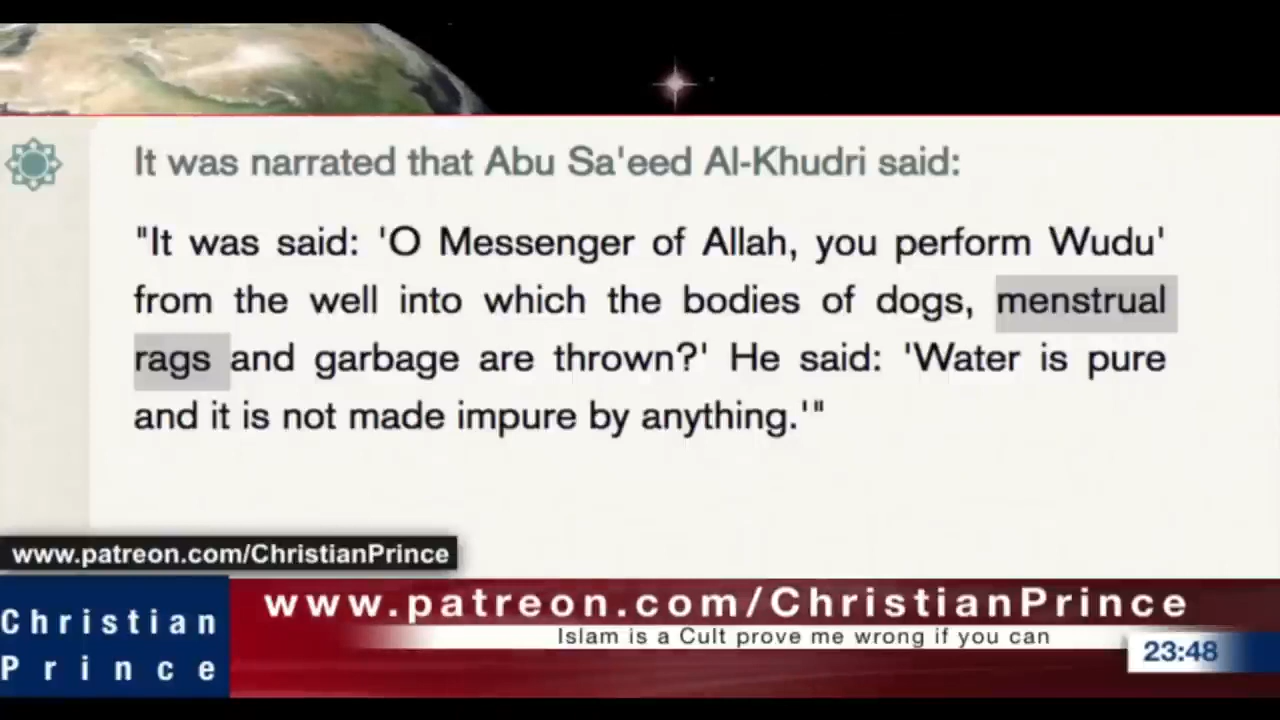 It was narrated that Abu Sa'eed Al-Khudri said:
"It was said: 'O Messenger of Allah, you perform Wudu'
from the well into which the bodies of dogs, menstrual
rags and garbage are thrown?' He said: 'Water is pure
and it is not made impure by anything.'"
www.patreon.com/ChristianPrince
Christian
Prince
www.patreon.com/ChristianPrince
Islam is a Cult prove me wrong if you can
23:48